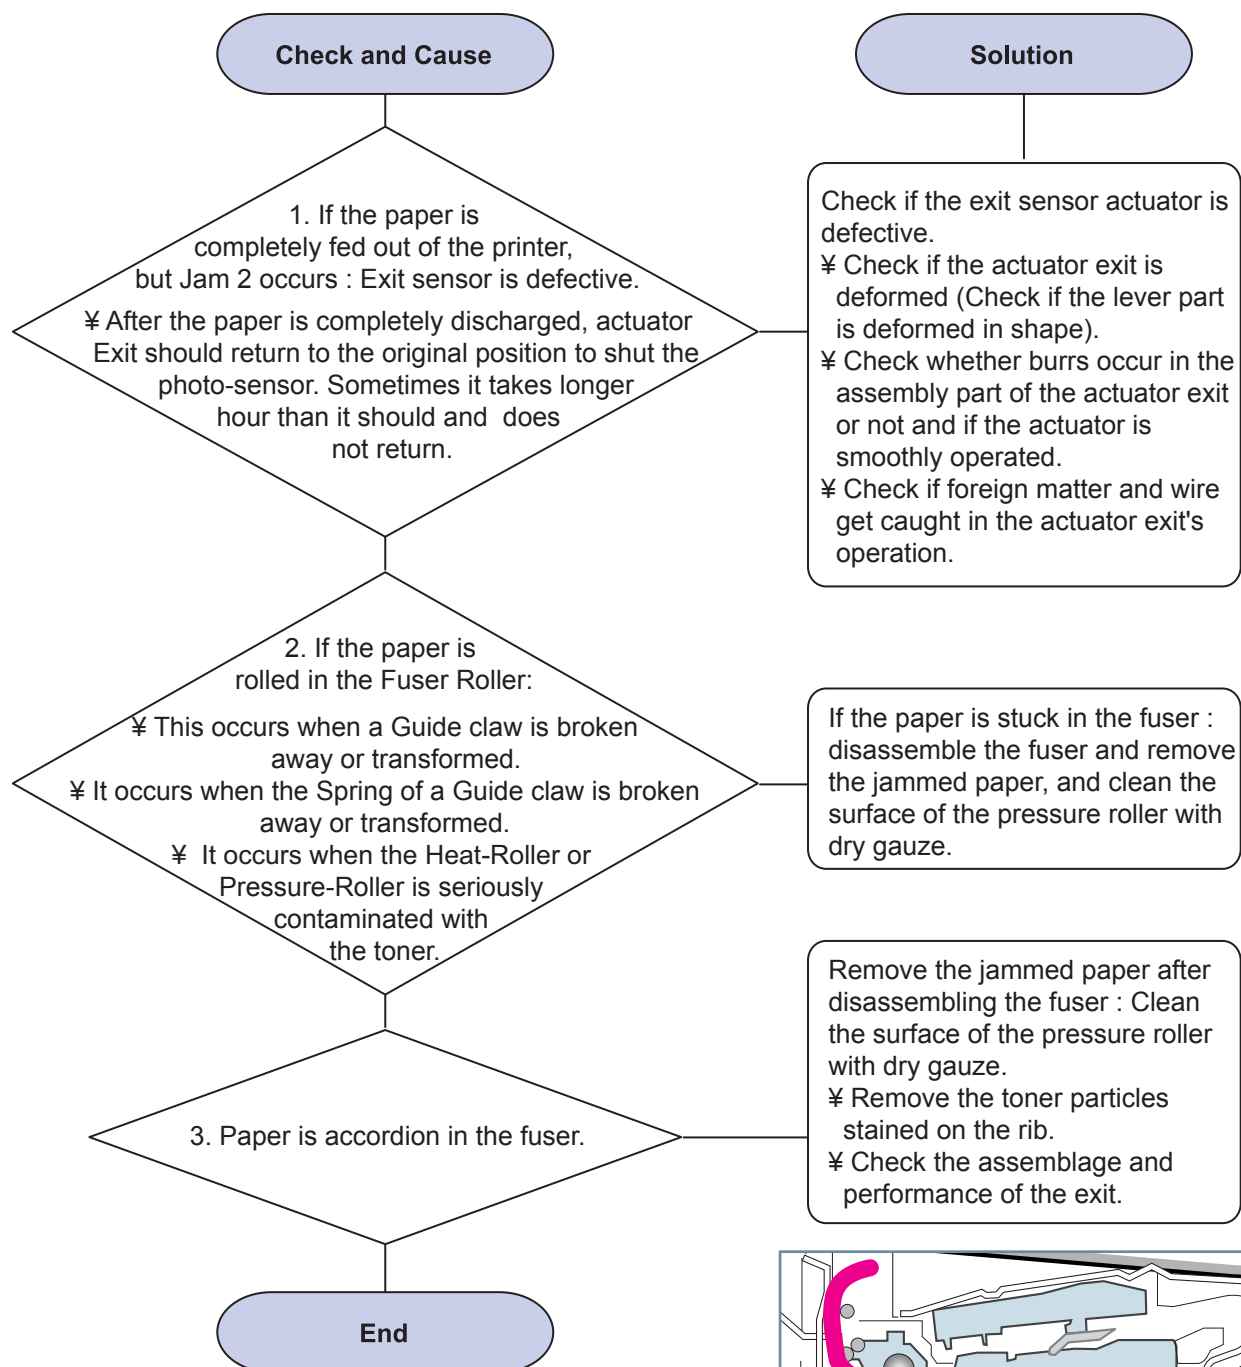 Check and Cause
Solution
1. If the paper is
completely fed out of the printer,
but Jam 2 occurs : Exit sensor is defective.
¥ After the paper is completely discharged, actuator
Exit should return to the original position to shut the
photo-sensor. Sometimes it takes longer
hour than it should and does
not return.
Check if the exit sensor actuator is
defective.
¥ Check if the actuator exit is
deformed (Check if the lever part
is deformed in shape).
¥ Check whether burrs occur in the
assembly part of the actuator exit
or not and if the actuator is
smoothly operated.
¥ Check if foreign matter and wire
get caught in the actuator exit's
operation.
2. If the paper is
rolled in the Fuser Roller:
¥ This occurs when a Guide claw is broken
away or transformed.
¥ It occurs when the Spring of a Guide claw is broken
away or transformed.
¥ It occurs when the Heat-Roller or
Pressure-Roller is seriously
contaminated with
the toner.
If the paper is stuck in the fuser :
disassemble the fuser and remove
the jammed paper, and clean the
surface of the pressure roller with
dry gauze.
3. Paper is accordion in the fuser.
Remove the jammed paper after
disassembling the fuser : Clean
the surface of the pressure roller
with dry gauze.
¥ Remove the toner particles
stained on the rib.
¥ Check the assemblage and
performance of the exit.
End